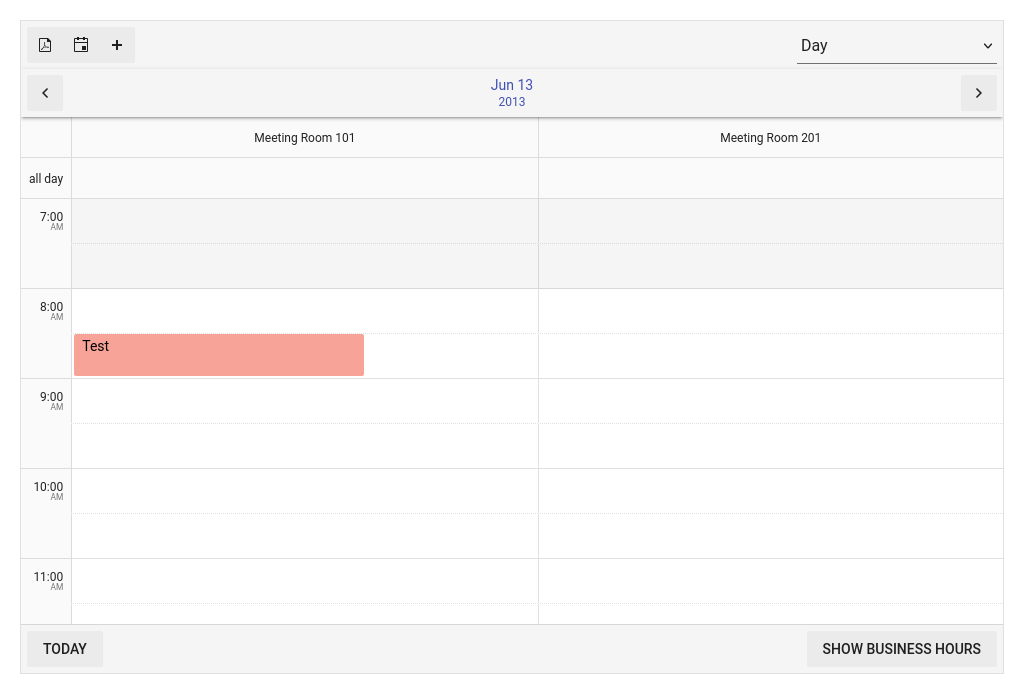 Day
Jun 13
2013
Meeting Room 101
Meeting Room 201
all day
7:00
AM
8:00
AM
Test
9:00
AM
10:00
AM
11:00
AM
TODAY
SHOW BUSINESS HOURS